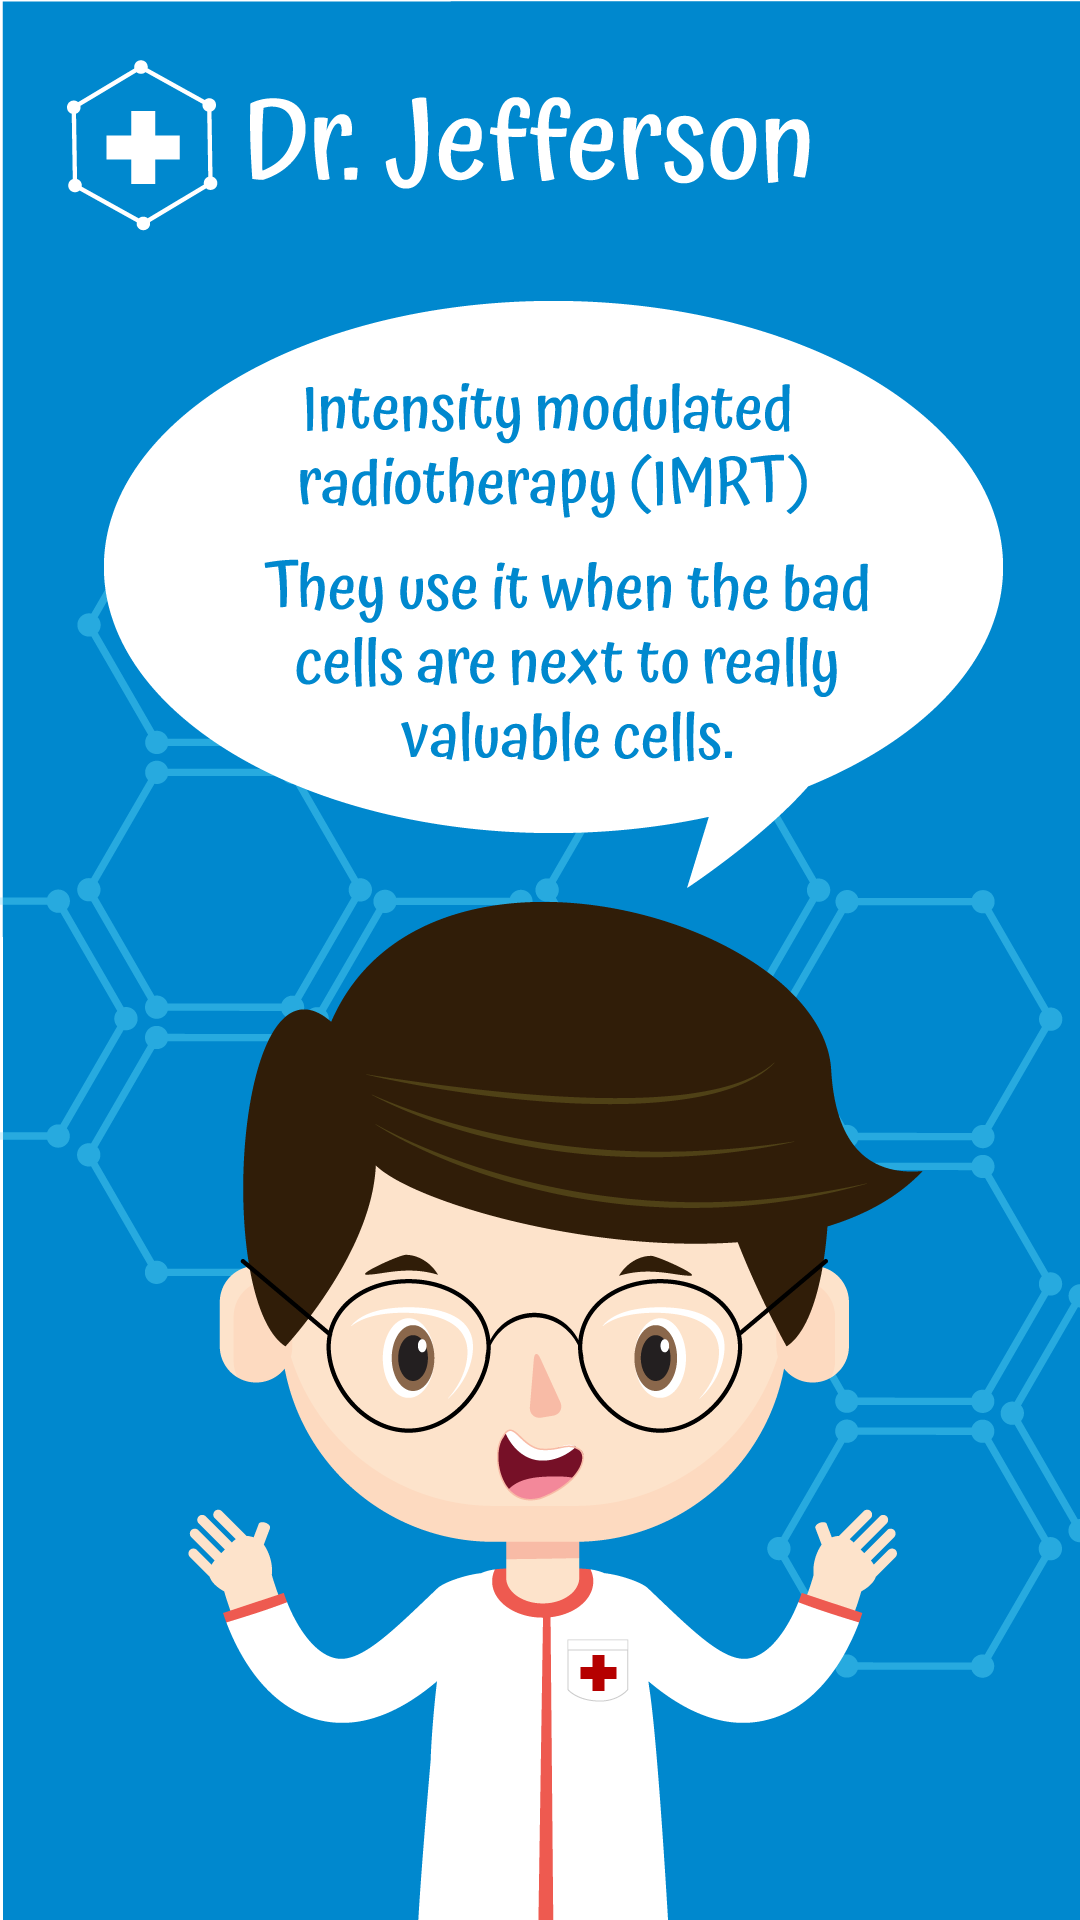 Dr. Jefferson
Intensity modulated
radiotherapy (IMRT)
They use it when the bad
cells are next to really
valuable cells.